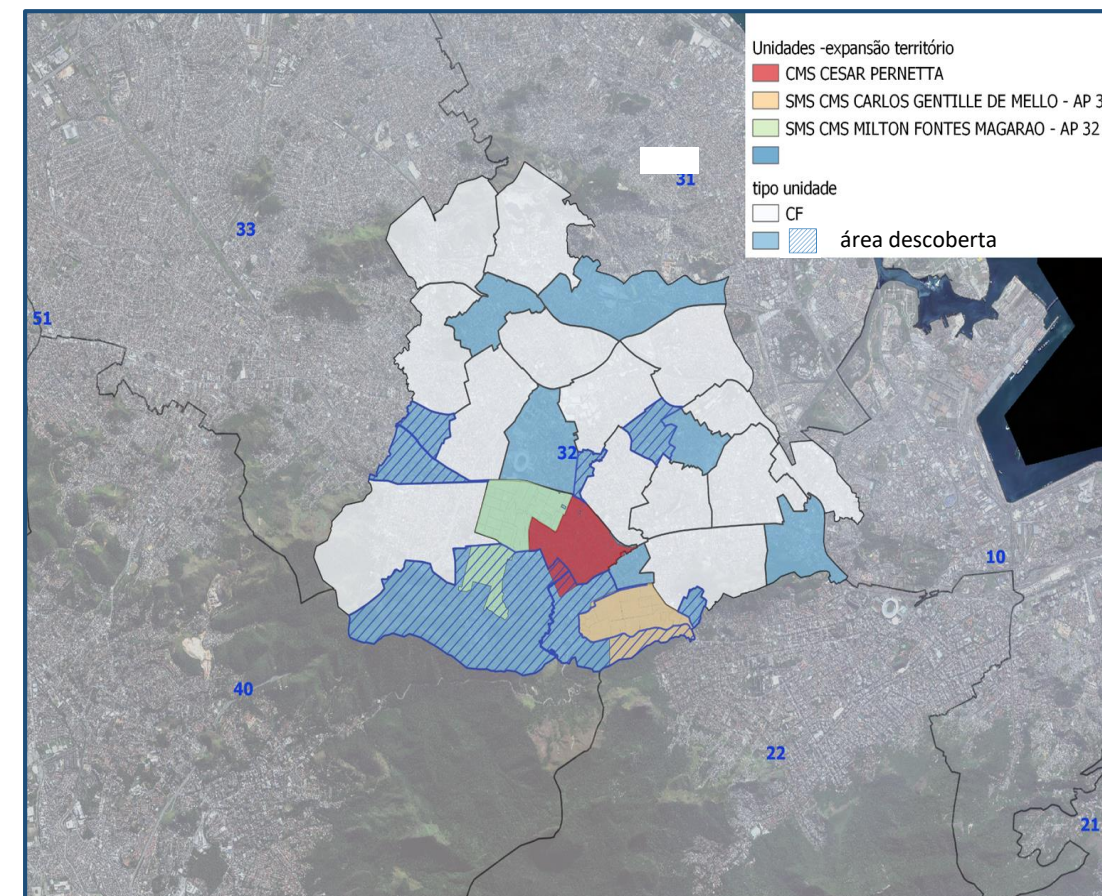 Unidades -expansão território
CMS CESAR PERNETTA
SMS CMS CARLOS GENTILLE DE MELLO - AP 3
SMS CMS MILTON FONTES MAGARAO - AP 32
tipo unidade
CF
área descoberta
31
33
51
32
10
40
22
21